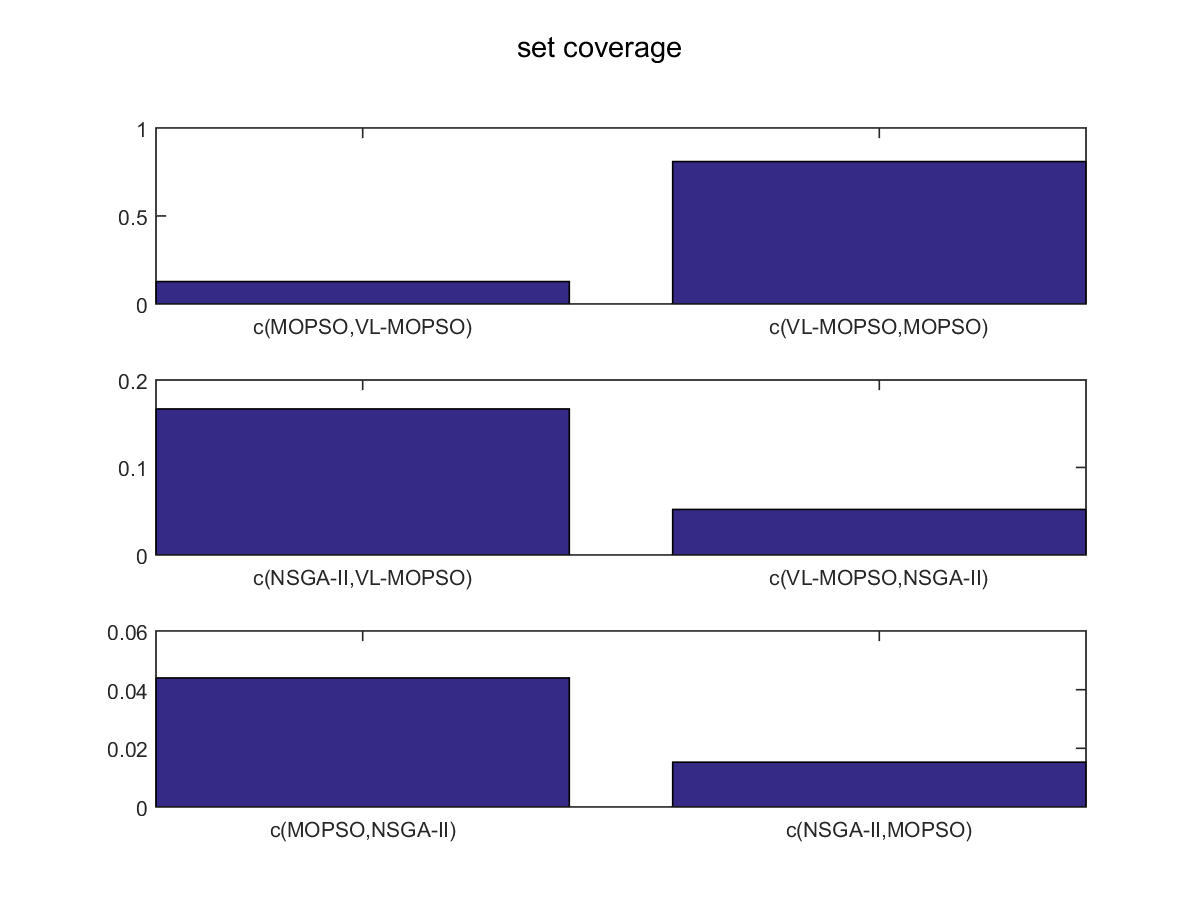 set coverage
1
0.5
0
c(MOPSO,VL-MOPSO) c(VL-MOPSO,MOPSO)
0.2
0.1
0
c(NSGA-II,VL-MOPSO) c(VL-MOPSO,NSGA-II)
0.06
0.04
0.02
0
c(MOPSO,NSGA-II) c(NSGA-II,MOPSO)